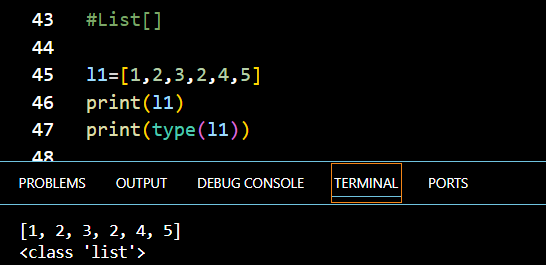 43 #List[]
44
45 l1=[1,2,3,2,4,5]
46 print(l1)
47 print(type(l1))
48
PROBLEMS OUTPUT DEBUG CONSOLE TERMINAL PORTS
[1, 2, 3, 2, 4, 5]
<class 'list'>